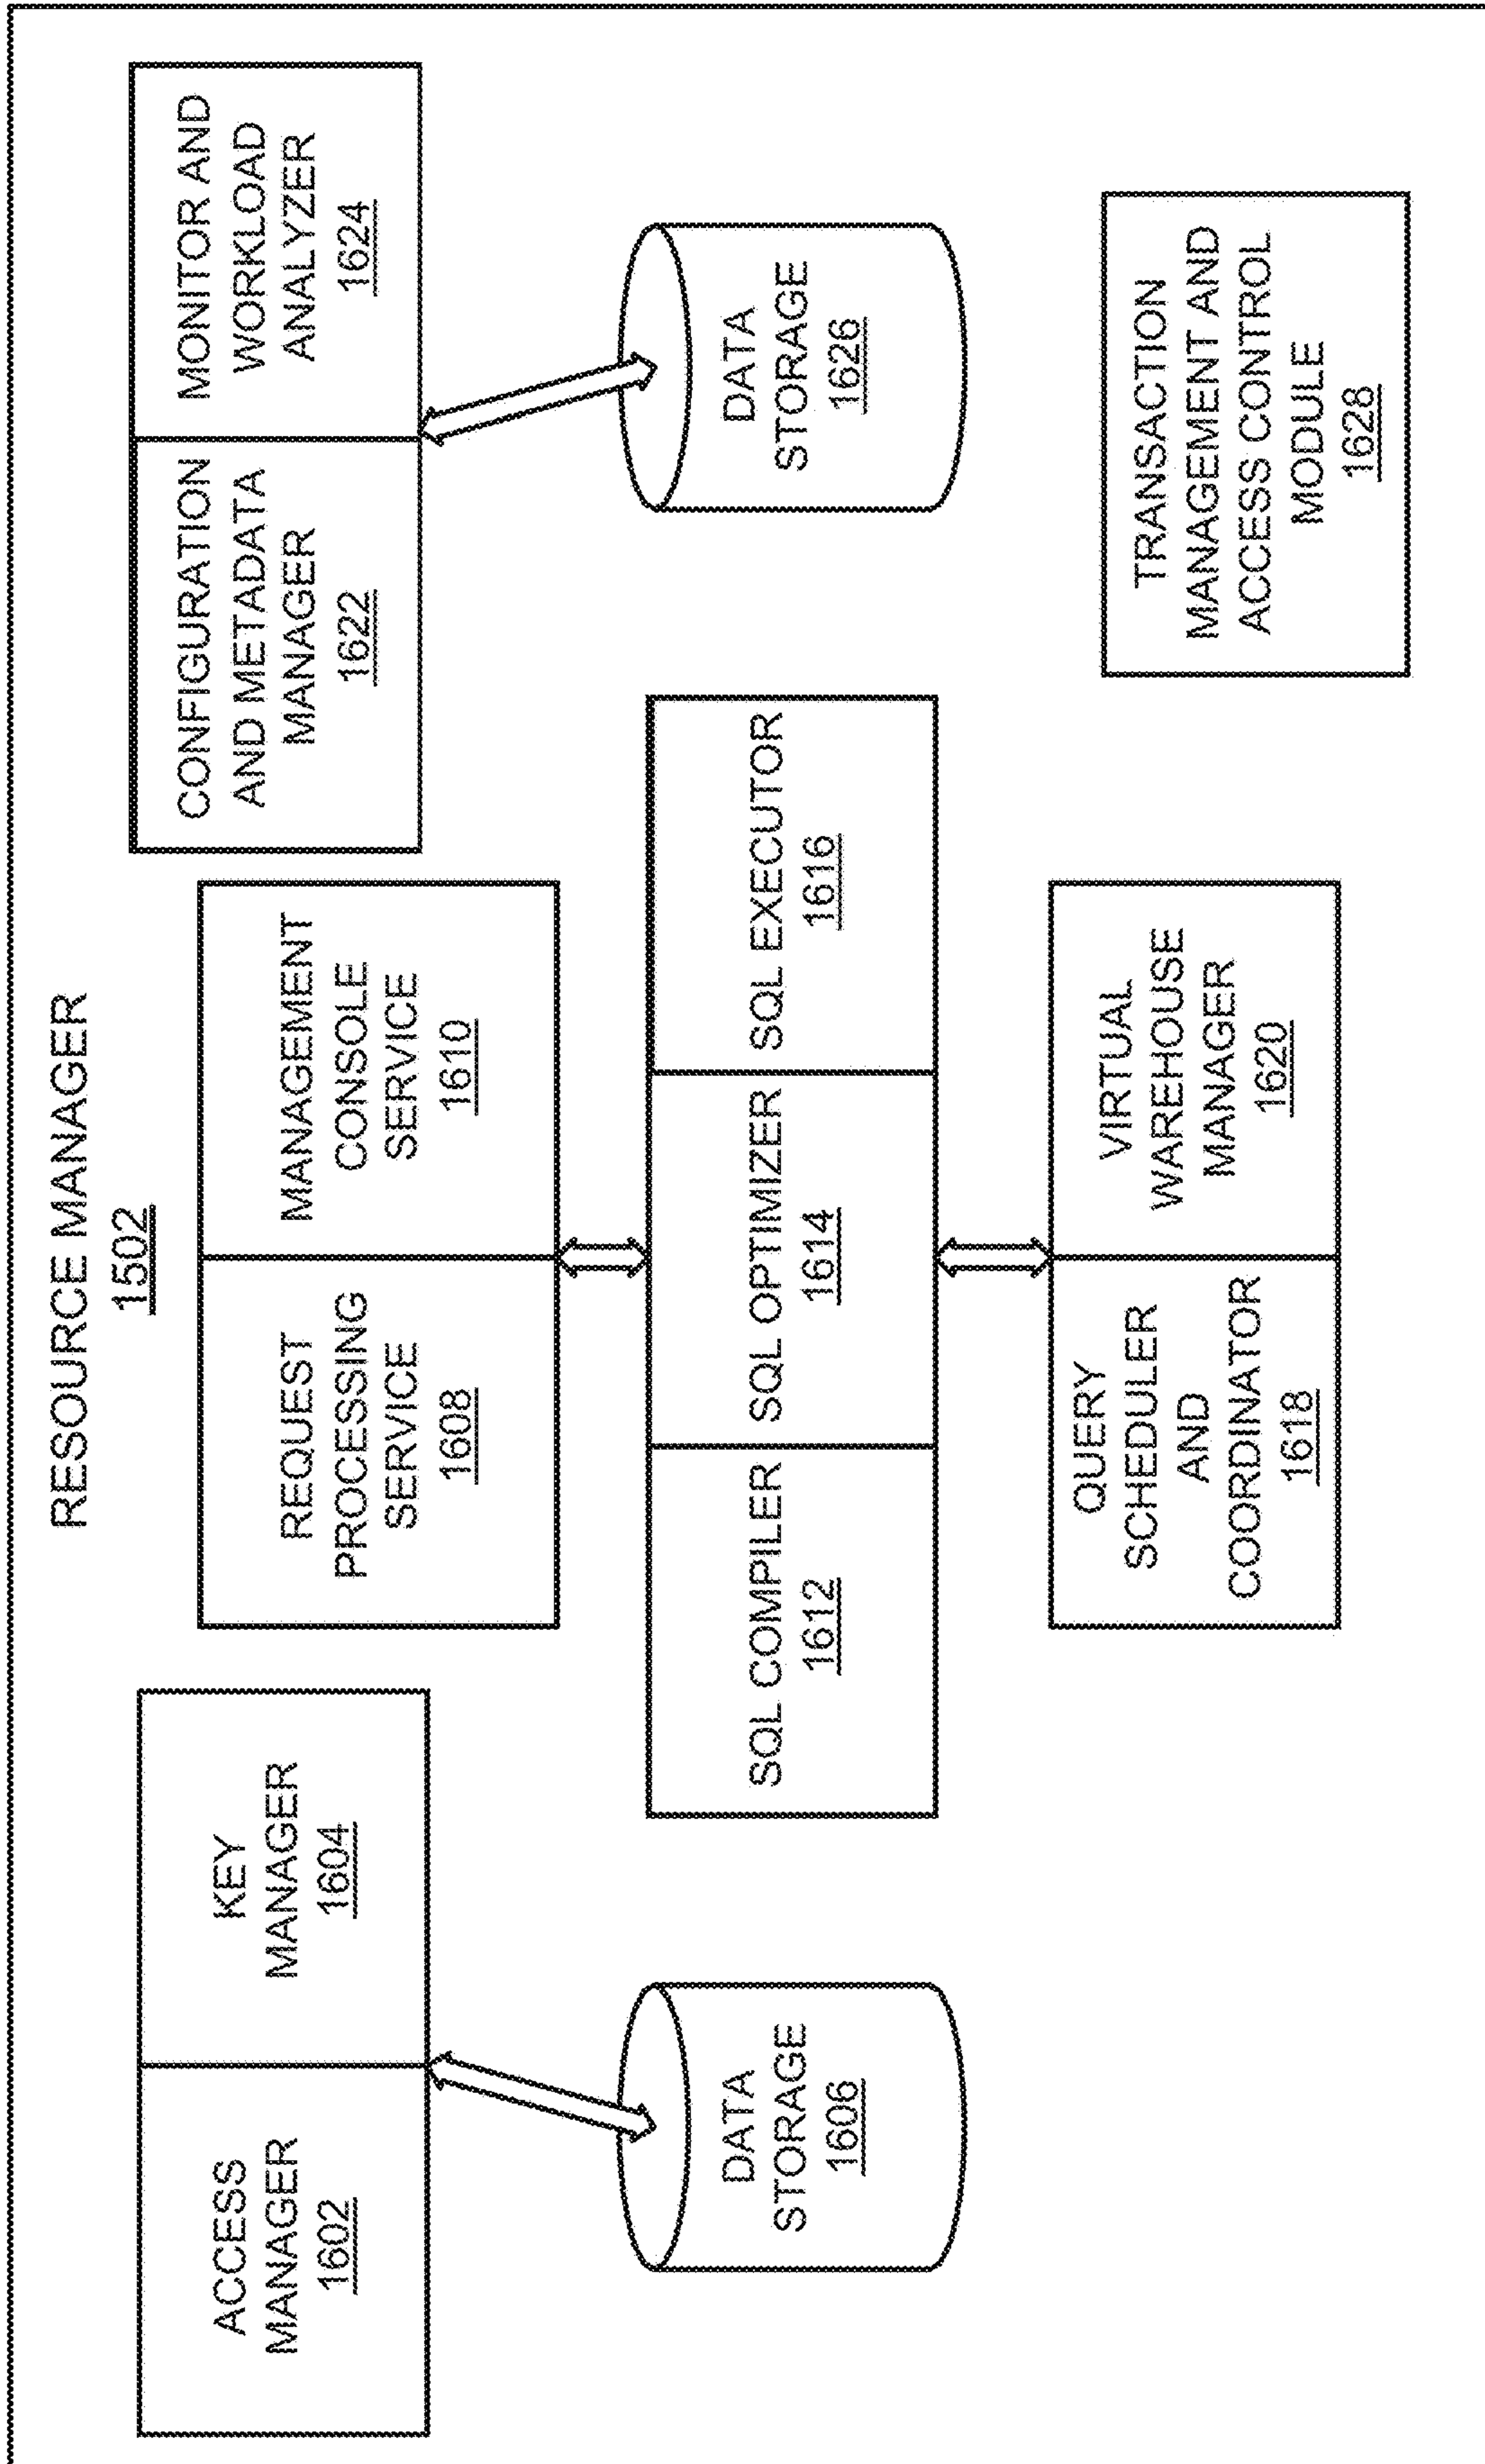 RESOURCE MANAGER
1502
ACCESS
MANAGER
1602
KEY
MANAGER
1604
DATA
STORAGE
1606
REQUEST
PROCESSING
SERVICE
1608
MANAGEMENT
CONSOLE
SERVICE
1610
SQL COMPILER
1612
SQL OPTIMIZER
1614
SQL EXECUTOR
1616
QUERY
SCHEDULER
AND
COORDINATOR
1618
VIRTUAL
WAREHOUSE
MANAGER
1620
CONFIGURATION
AND METADATA
MANAGER
1622
MONITOR AND
WORKLOAD
ANALYZER
1624
DATA
STORAGE
1626
TRANSACTION
MANAGEMENT AND
ACCESS CONTROL
MODULE
1628